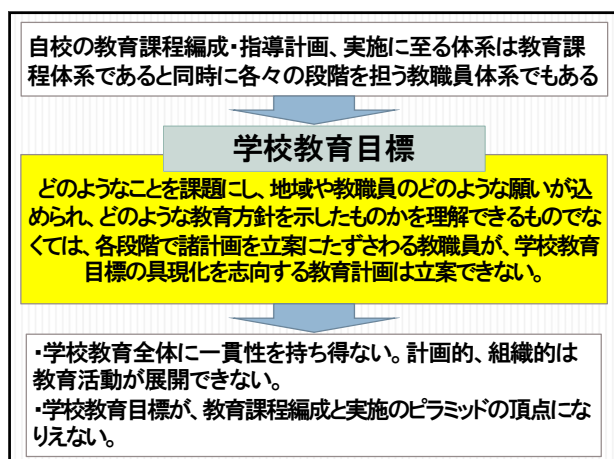 自校の教育課程編成・指導計画、実施に至る体系は教育課
程体系であると同時に各々の段階を担う教職員体系でもある
学校教育目標
どのようなことを課題にし、地域や教職員のどのような願いが込
められ、どのような教育方針を示したものかを理解できるものでな
くては、各段階で諸計画を立案にたずさわる教職員が、学校教育
目標の具現化を志向する教育計画は立案できない。
・学校教育全体に一貫性を持ち得ない。計画的、組織的は
教育活動が展開できない。
・学校教育目標が、教育課程編成と実施のピラミッドの頂点にな
りえない。